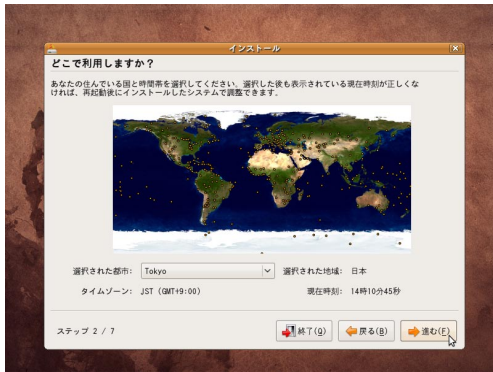 インストール
どこで利用しますか?
あなたの住んでいる国と時間帯を選択してください。選択した後も表示されている現在時刻が正しくな
ければ、再起動後にインストールしたシステムで調整できます。
選択された都市: Tokyo 選択された地域: 日本
タイムゾーン: JST (GMT+9:00) 現在時刻: 14時10分45秒
ステップ 2 / 7 終了(Q) 戻る(B) 進む(F)